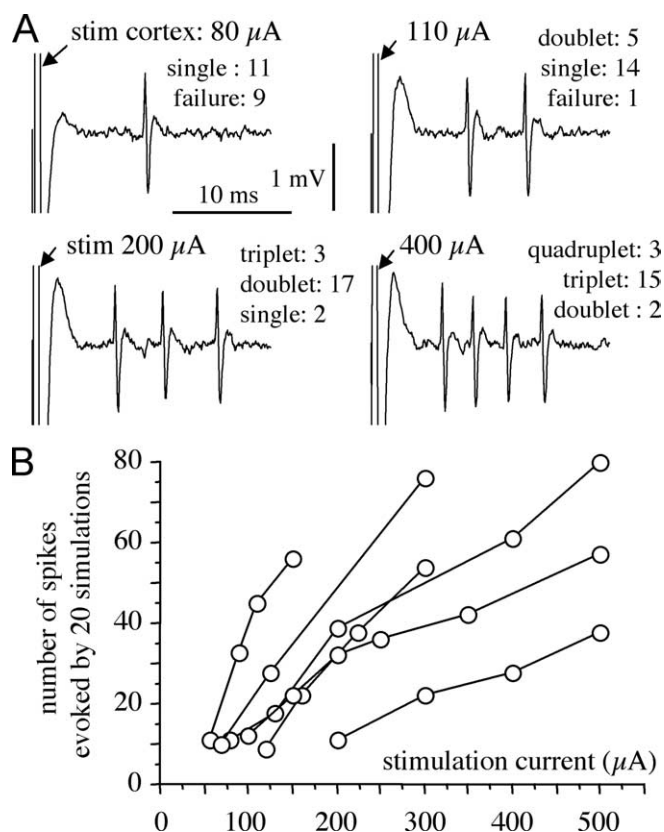 A
stim cortex: 80 µA
single : 11
failure: 9
1 mV
10 ms
110 µA
doublet: 5
single: 14
failure: 1
stim 200 µA
triplet: 3
doublet: 17
single: 2
400 µA
quadruplet: 3
triplet: 15
doublet : 2
B
number of spikes
evoked by 20 simulations
80
60
40
20
0
stimulation current (µA)
0 100 200 300 400 500